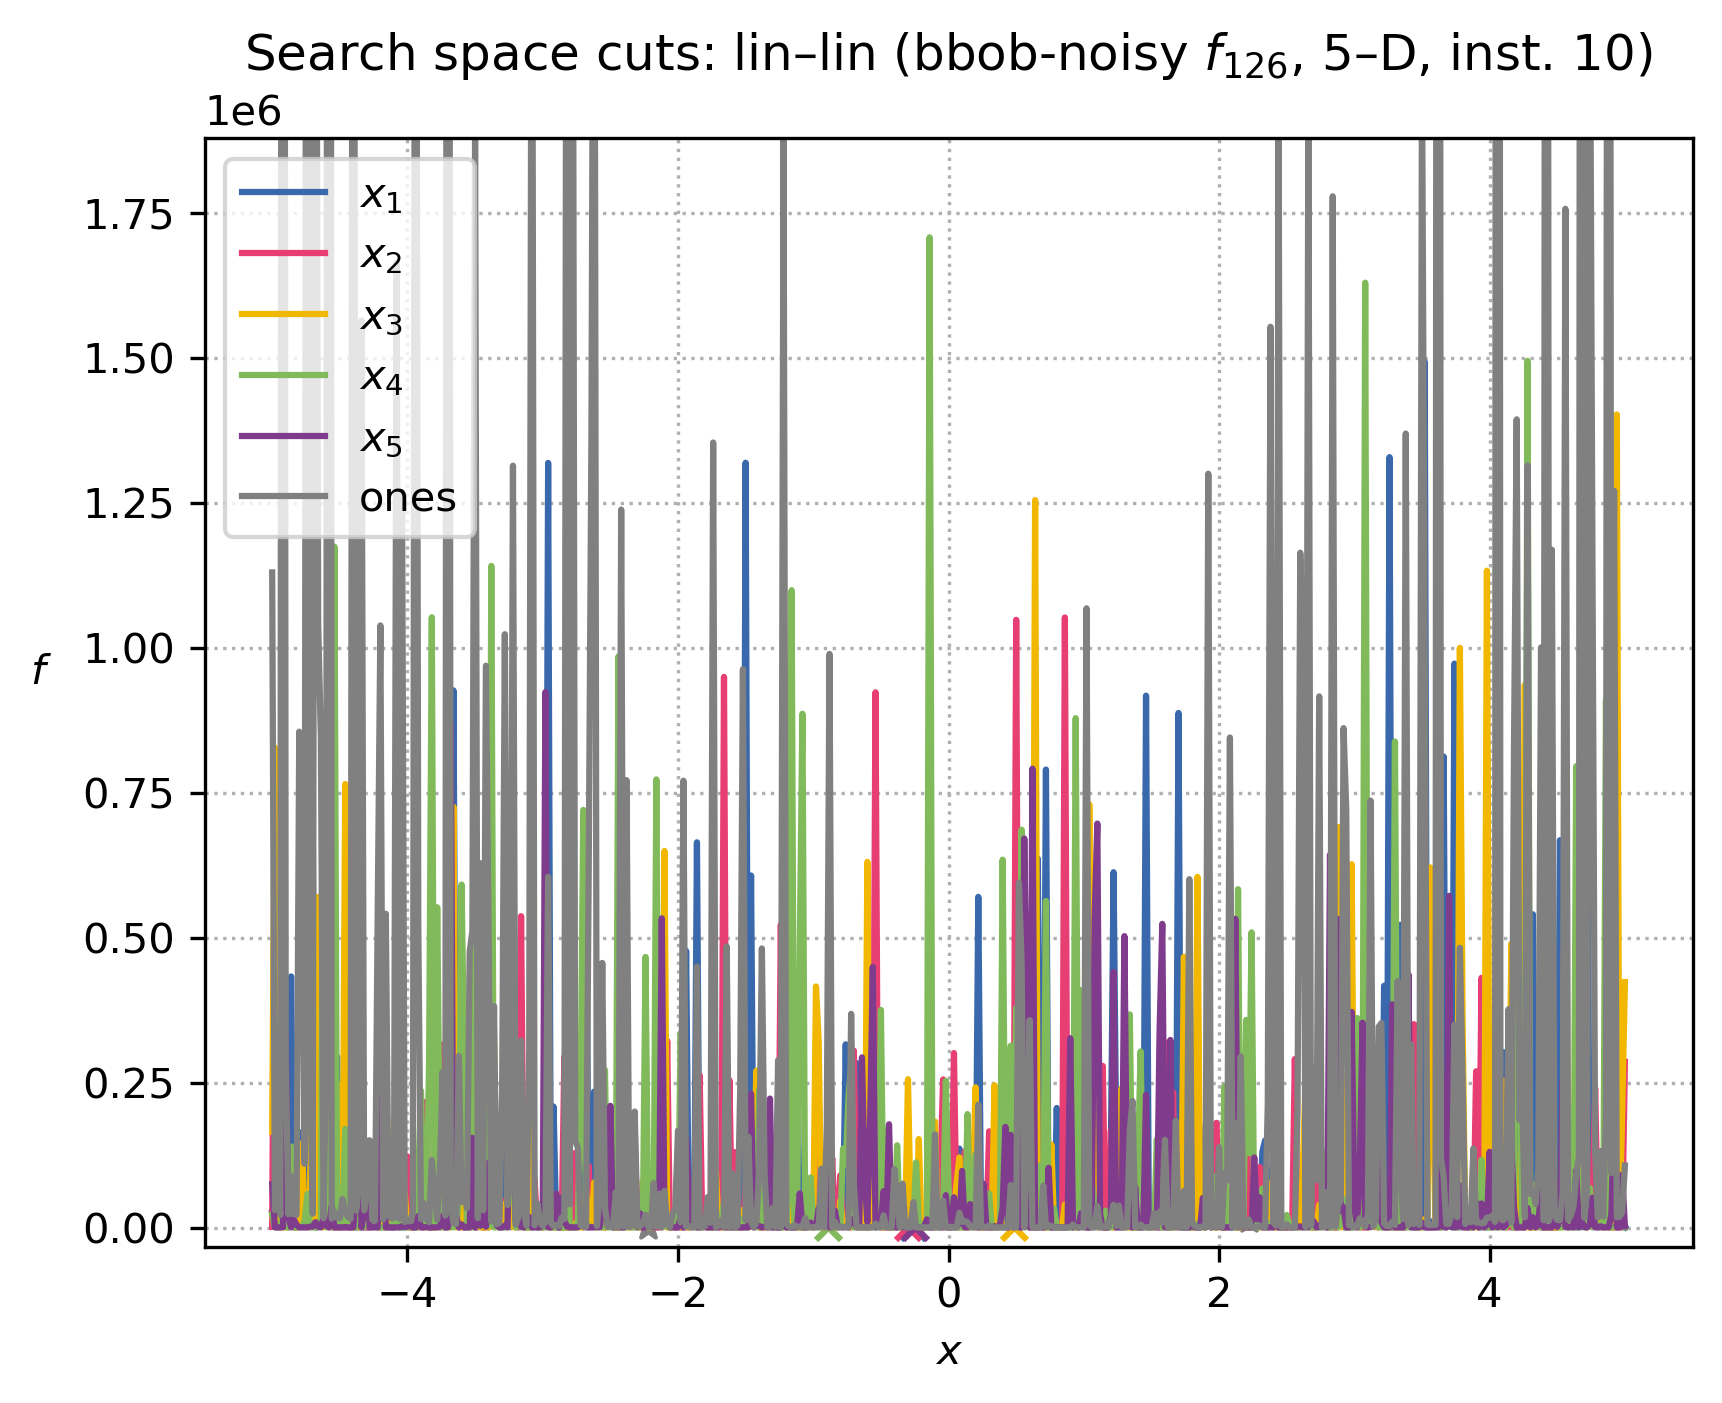 Search space cuts: lin–lin (bbob-noisy f126, 5–D, inst. 10)
1e6
1.75
1.50
1.25
1.00
0.75
0.50
0.25
0.00
f
x1
x2
x3
x4
x5
ones
−4
−2
0
2
4
x